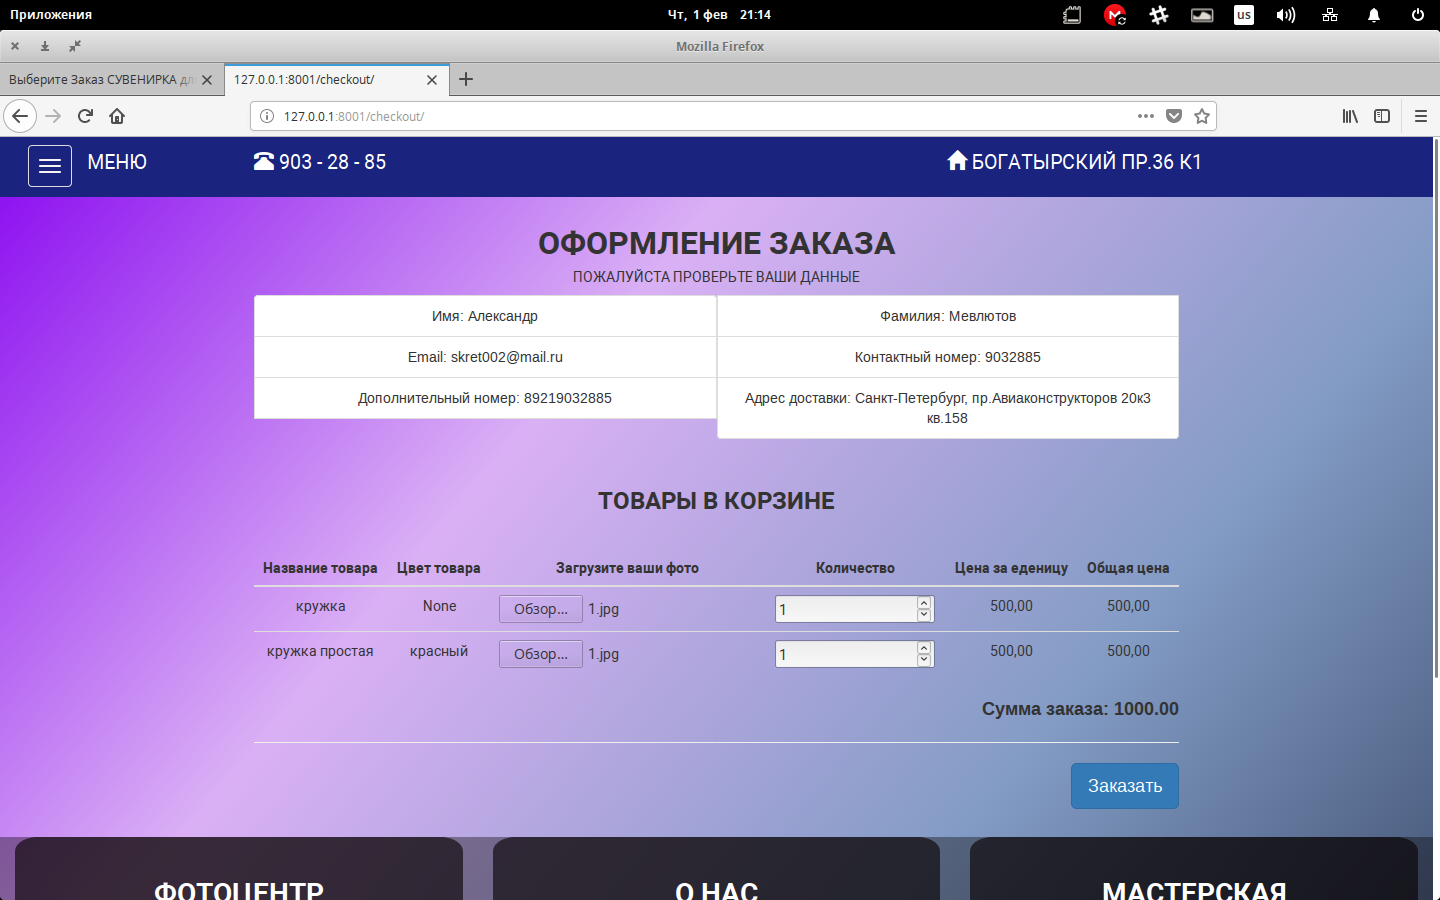 Приложения
Чт, 1 фев 21:14
us
Mozilla Firefox
Выберите Заказ СУВЕНИРКА дл
127.0.0.1:8001/checkout/
127.0.0.1:8001/checkout/
МЕНЮ
903 - 28 - 85
БОГАТЫРСКИЙ ПР.36 К1
ОФОРМЛЕНИЕ ЗАКАЗА
ПОЖАЛУЙСТА ПРОВЕРЬТЕ ВАШИ ДАННЫЕ
Имя: Александр
Фамилия: Мевлютов
Email: skret002@mail.ru
Контактный номер: 9032885
Дополнительный номер: 89219032885
Адрес доставки: Санкт-Петербург, пр.Авиаконструкторов 20к3
кв.158
ТОВАРЫ В КОРЗИНЕ
Название товара Цвет товара Загрузите ваши фото Количество Цена за еденицу Общая цена
кружка None Обзор... 1.jpg 1 500,00 500,00
кружка простая красный Обзор... 1.jpg 1 500,00 500,00
Сумма заказа: 1000.00
Заказать
ФОТОЦЕНТР
О НАС
МАСТЕРСКАЯ